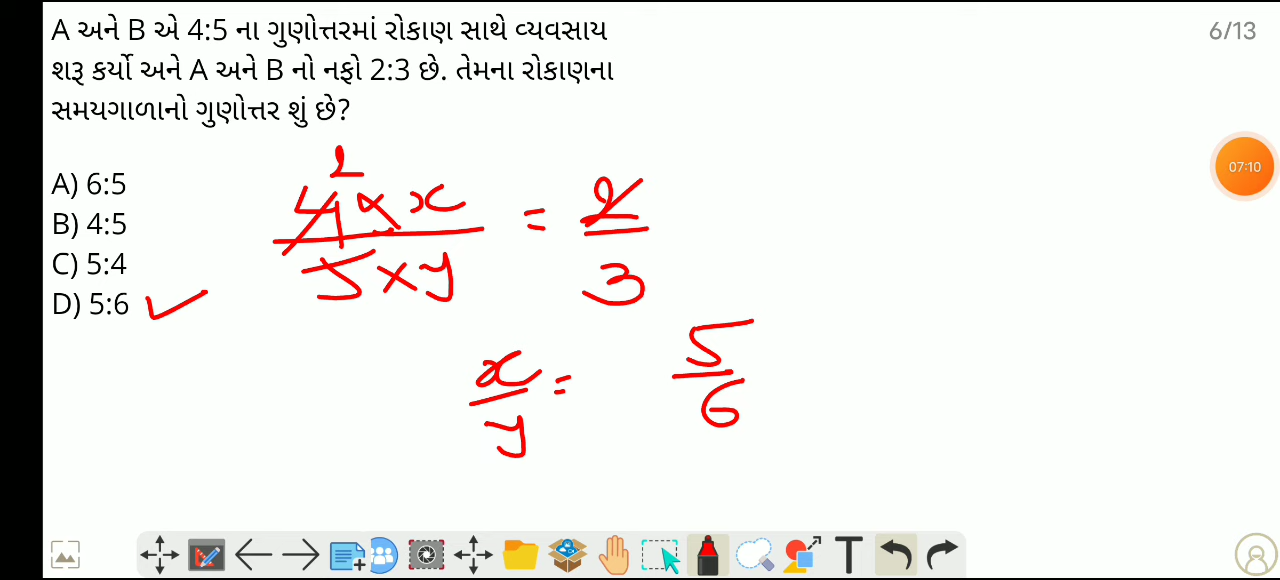 A અને B એ 4:5 ના ગુણોત્તરમાં રોકાણ સાથે વ્યવસાય
6/13
શરૂ કર્યો અને A અને B નો નફો 2:3 છે. તેમના રોકાણના
સમયગાળાનો ગુણોત્તર શું છે?
07:10
A) 6:5
B) 4:5
C) 5:4
D) 5:6
2
4 × x = 2
5 × y 3
x = 5
y 6
T